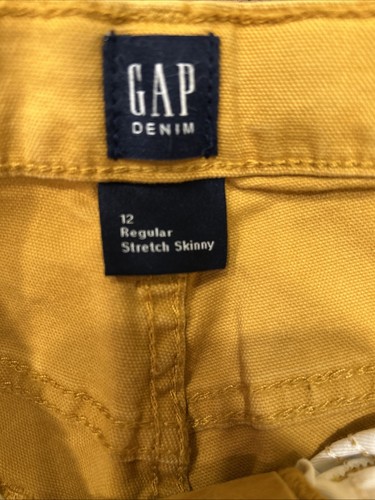 GAP
DENIM
12
Regular
Stretch Skinny